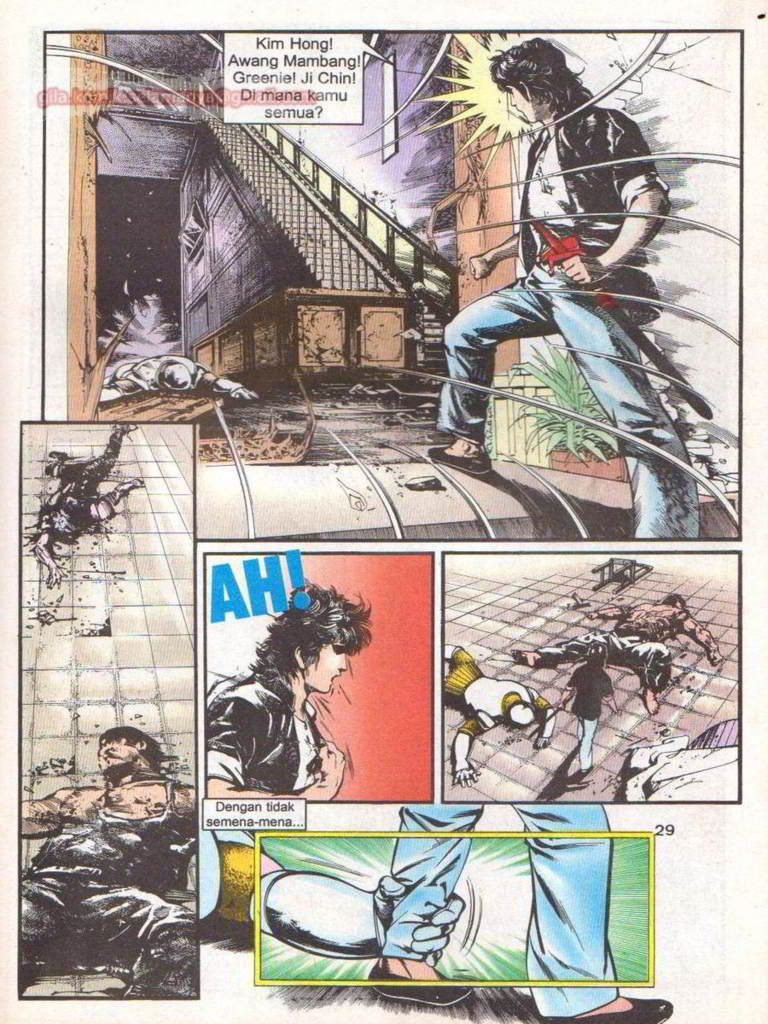 Kim Hong!
Awang Mambang!
Greenie! Ji Chin!
Di mana kamu
semua?
AH!
Dengan tidak
semena-mena...
29